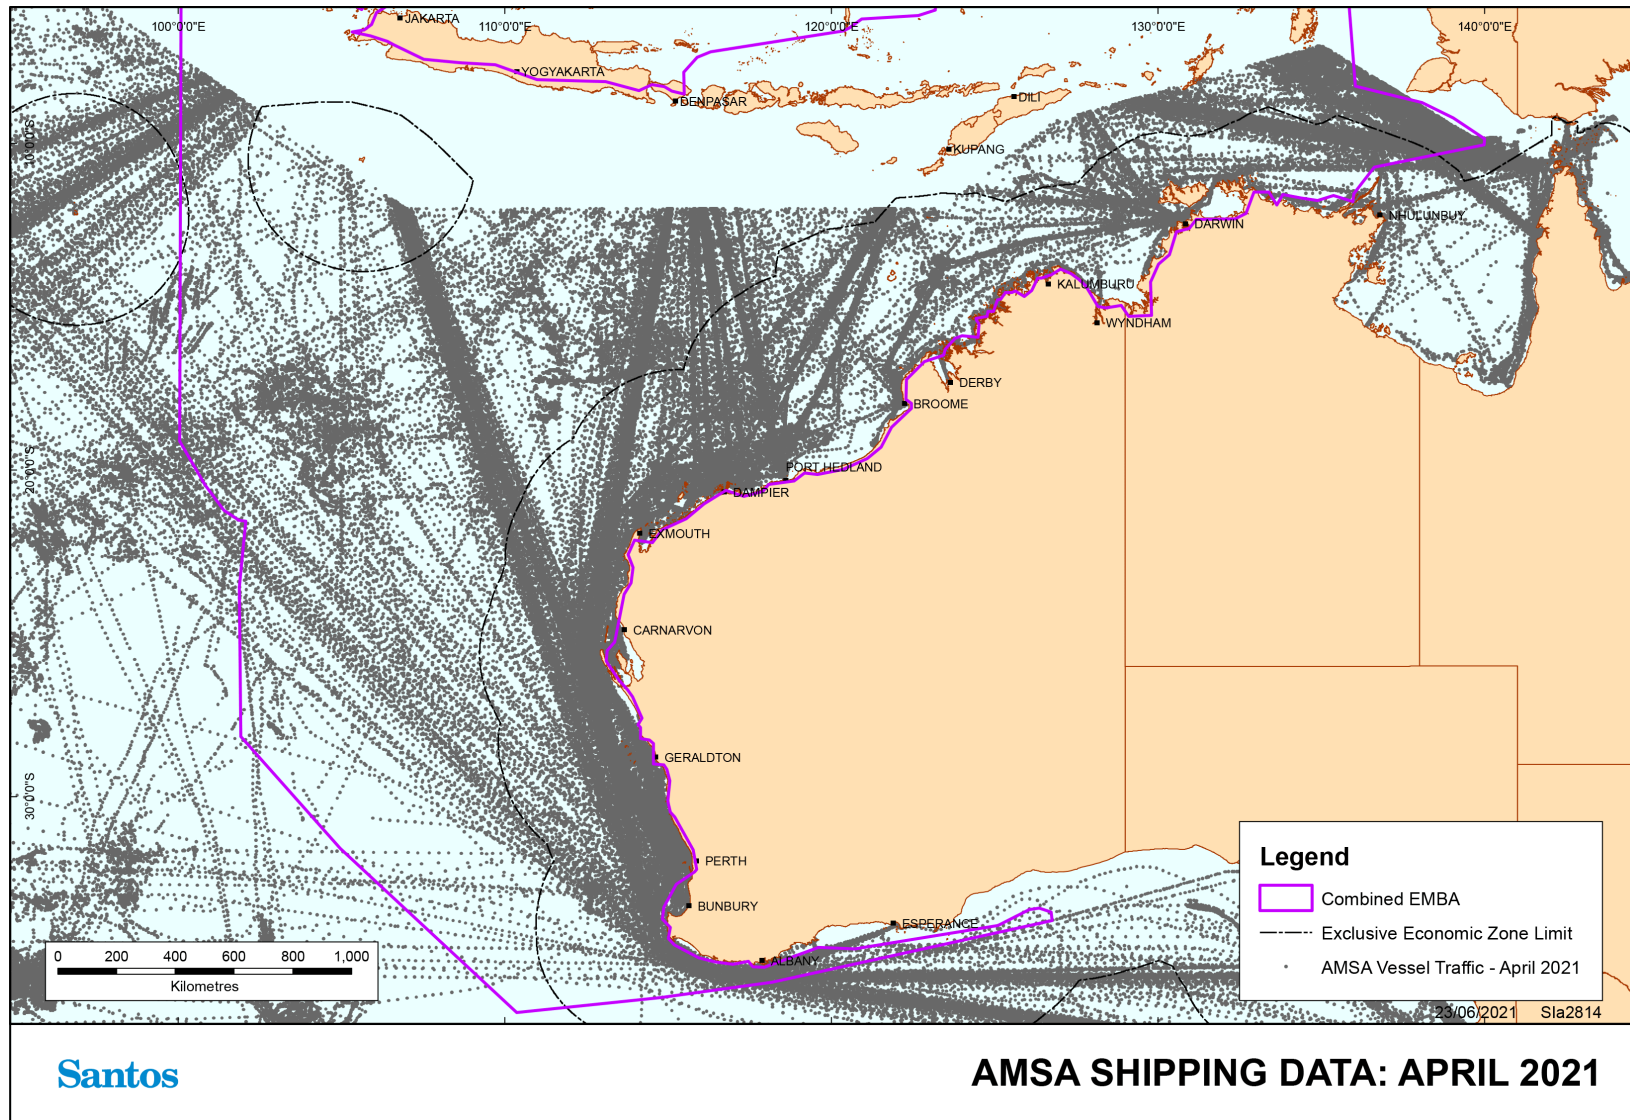 100°0'0"E
110°0'0"E
120°0'0"E
130°0'0"E
140°0'0"E
JAKARTA
YOGYAKARTA
DENPASAR
DILI
KUPANG
10°0'0"S
NHULUNBUY
DARWIN
KALUMBURU
WYNDHAM
DERBY
BROOME
20°0'0"S
PORT HEDLAND
DAMPIER
EXMOUTH
CARNARVON
GERALDTON
30°0'0"S
PERTH
BUNBURY
ESPERANCE
ALBANY
Legend
Combined EMBA
Exclusive Economic Zone Limit
AMSA Vessel Traffic - April 2021
0 200 400 600 800 1,000
Kilometres
23/06/2021 Sla2814
Santos
AMSA SHIPPING DATA: APRIL 2021